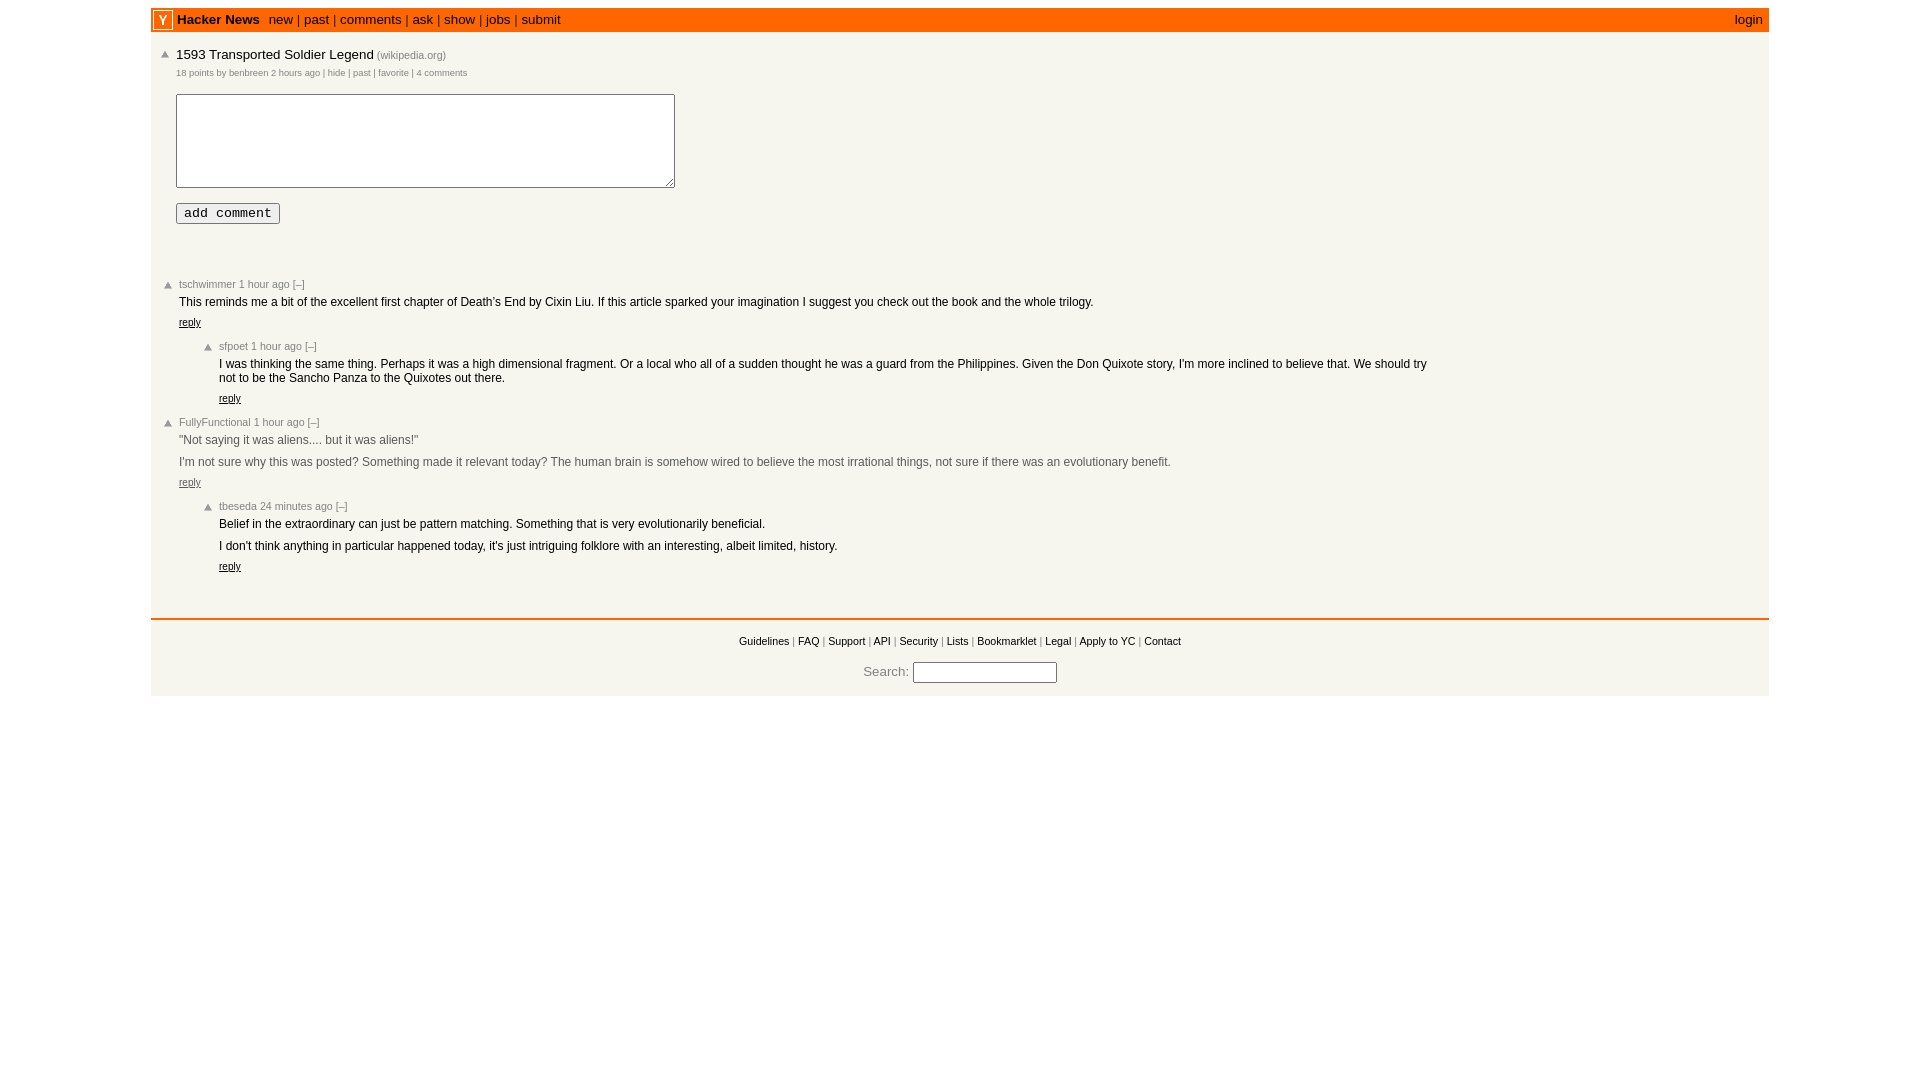 Y Hacker News new | past | comments | ask | show | jobs | submit login
1593 Transported Soldier Legend (wikipedia.org)
18 points by benbreen 2 hours ago | hide | past | favorite | 4 comments
add comment
tschwimmer 1 hour ago [–]
This reminds me a bit of the excellent first chapter of Death’s End by Cixin Liu. If this article sparked your imagination I suggest you check out the book and the whole trilogy.
reply
sfpoet 1 hour ago [–]
I was thinking the same thing. Perhaps it was a high dimensional fragment. Or a local who all of a sudden thought he was a guard from the Philippines. Given the Don Quixote story, I'm more inclined to believe that. We should try
not to be the Sancho Panza to the Quixotes out there.
reply
FullyFunctional 1 hour ago [–]
"Not saying it was aliens.... but it was aliens!"
I'm not sure why this was posted? Something made it relevant today? The human brain is somehow wired to believe the most irrational things, not sure if there was an evolutionary benefit.
reply
tbeseda 24 minutes ago [–]
Belief in the extraordinary can just be pattern matching. Something that is very evolutionarily beneficial.
I don't think anything in particular happened today, it's just intriguing folklore with an interesting, albeit limited, history.
reply
Guidelines | FAQ | Support | API | Security | Lists | Bookmarklet | Legal | Apply to YC | Contact
Search: